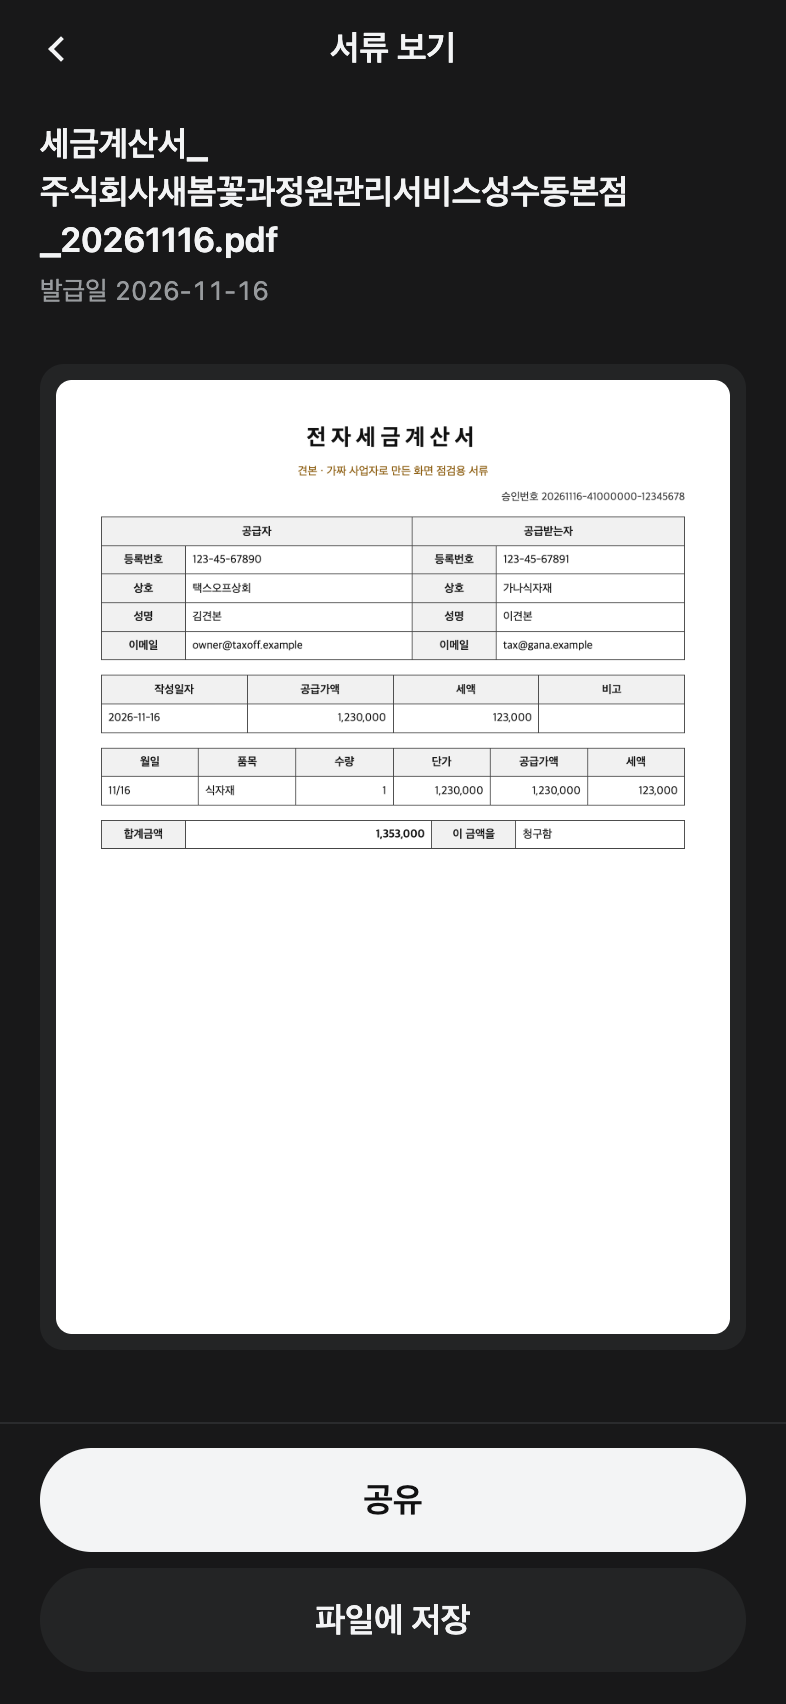 서류 보기
세금계산서_
주식회사새봄꽃과정원관리서비스성수동본점
_20261116.pdf
발급일 2026-11-16
전자세금계산서
견본 · 가짜 사업자로 만든 화면 점검용 서류
승인번호 20261116-41000000-12345678
공급자 공급받는자
등록번호 123-45-67890 등록번호 123-45-67891
상호 택스오프상회 상호 가나식자재
성명 김견본 성명 이견본
이메일 owner@taxoff.example 이메일 tax@gana.example
작성일자 공급가액 세액 비고
2026-11-16 1,230,000 123,000
월일 품목 수량 단가 공급가액 세액
11/16 식자재 1 1,230,000 1,230,000 123,000
합계금액 1,353,000 이 금액을 청구함
공유
파일에 저장